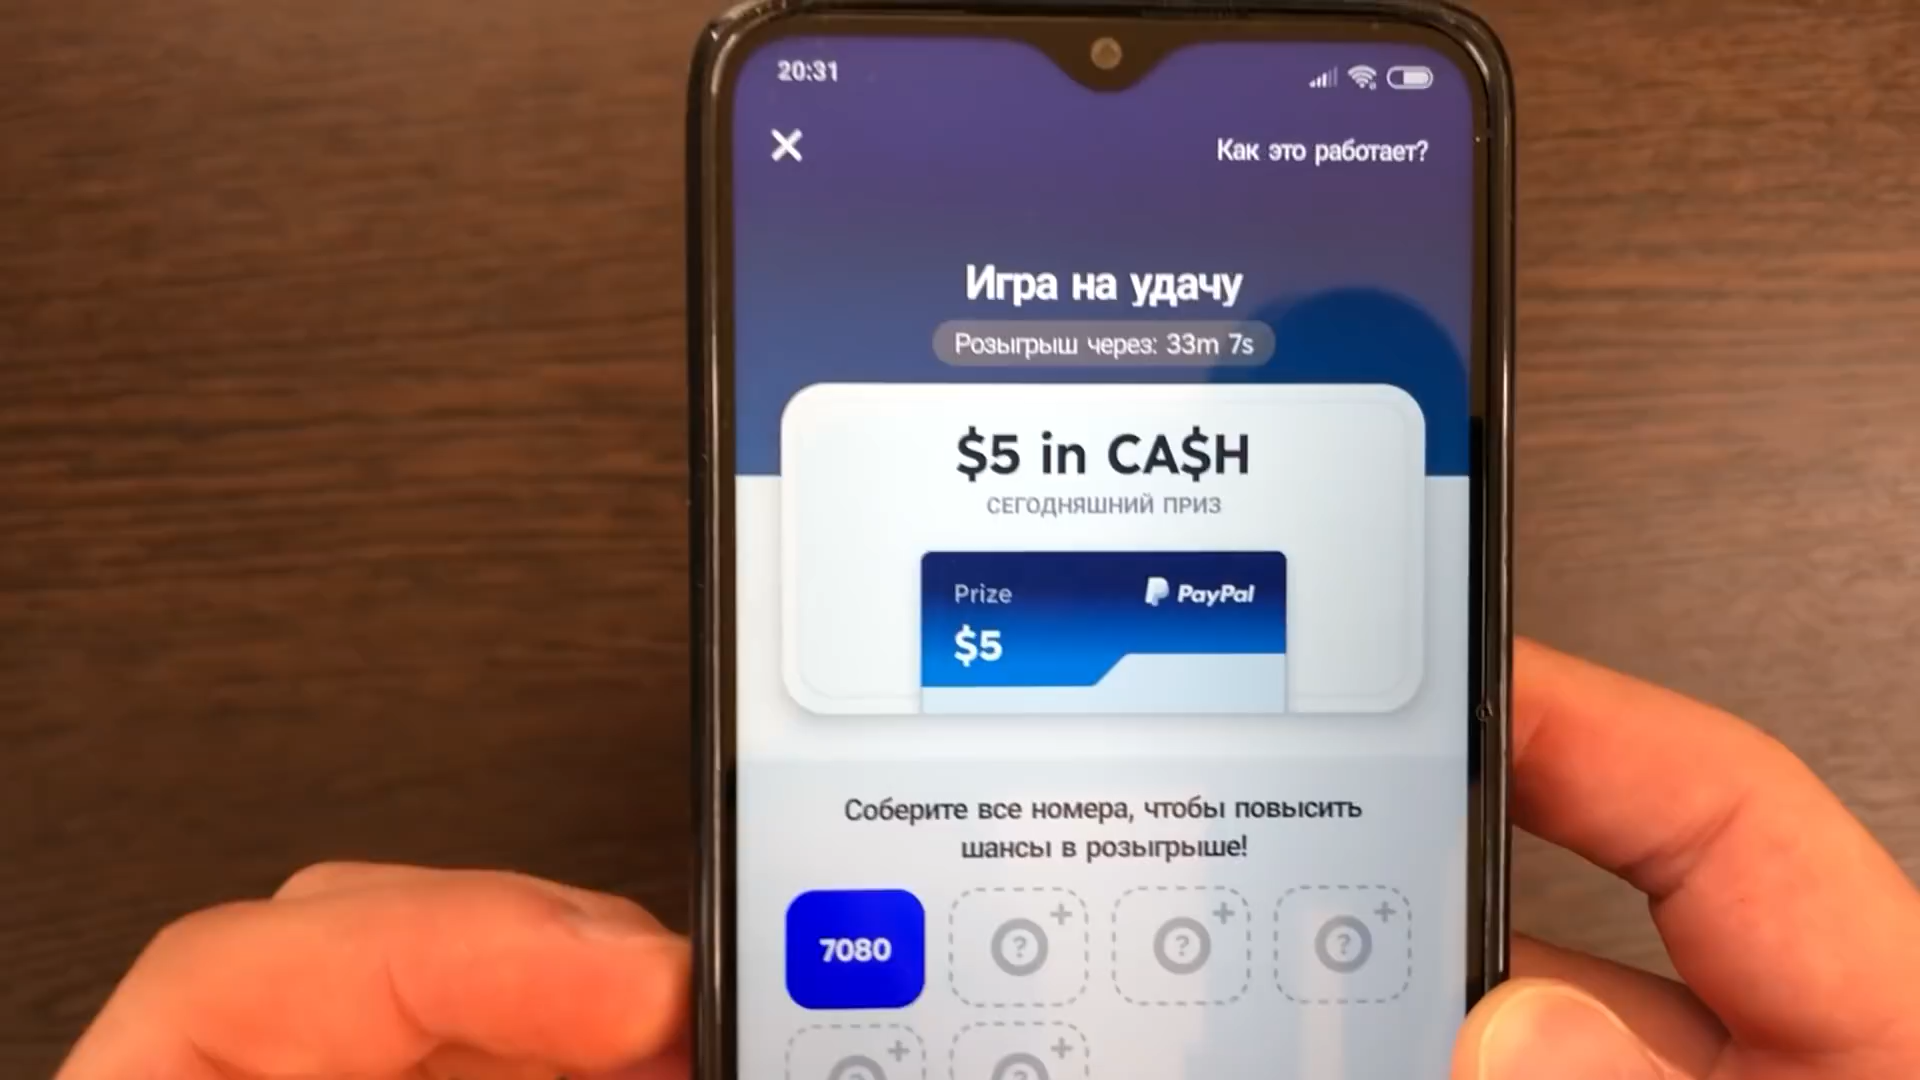 20:31
Как это работает?
Игра на удачу
Розыгрыш через: 33m 7s
$5 in CA$H
СЕГОДНЯШНИЙ ПРИЗ
Prize
PayPal
$5
Соберите все номера, чтобы повысить
шансы в розыгрыше!
7080